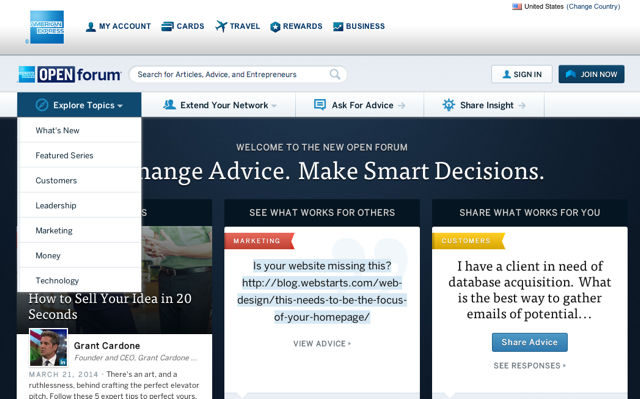 United States (Change Country)
AMERICAN EXPRESS
MY ACCOUNT CARDS TRAVEL REWARDS BUSINESS
OPEN forum Search for Articles, Advice, and Entrepreneurs SIGN IN JOIN NOW
Explore Topics Extend Your Network Ask For Advice Share Insight
What's New
Featured Series
Customers
Leadership
Marketing
Money
Technology
WELCOME TO THE NEW OPEN FORUM
hange Advice. Make Smart Decisions.
S
How to Sell Your Idea in 20
Seconds
Grant Cardone
Founder and CEO, Grant Cardone ...
MARCH 21, 2014 - There's an art, and a
ruthlessness, behind crafting the perfect elevator
pitch. Follow these 5 expert tips to perfect yours.
SEE WHAT WORKS FOR OTHERS
MARKETING
Is your website missing this?
http://blog.webstarts.com/web-
design/this-needs-to-be-the-focus-
of-your-homepage/
VIEW ADVICE
SHARE WHAT WORKS FOR YOU
CUSTOMERS
I have a client in need of
database acquisition. What
is the best way to gather
emails of potential...
Share Advice
SEE RESPONSES